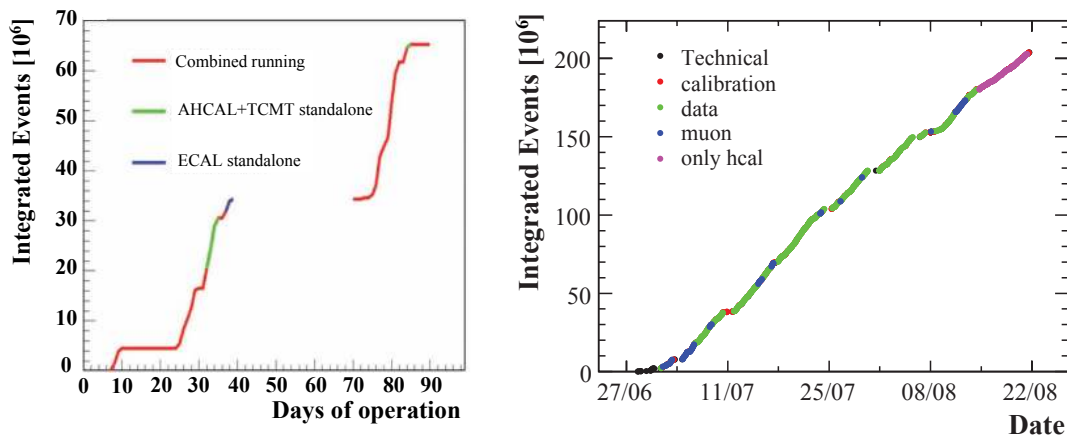 Integrated Events [10⁶]
70
60
50
40
30
20
10
0
Combined running
AHCAL+TCMT standalone
ECAL standalone
0 10 20 30 40 50 60 70 80 90
Days of operation
Integrated Events [10⁶]
200
150
100
50
0
Technical
calibration
data
muon
only hcal
27/06 11/07 25/07 08/08 22/08
Date